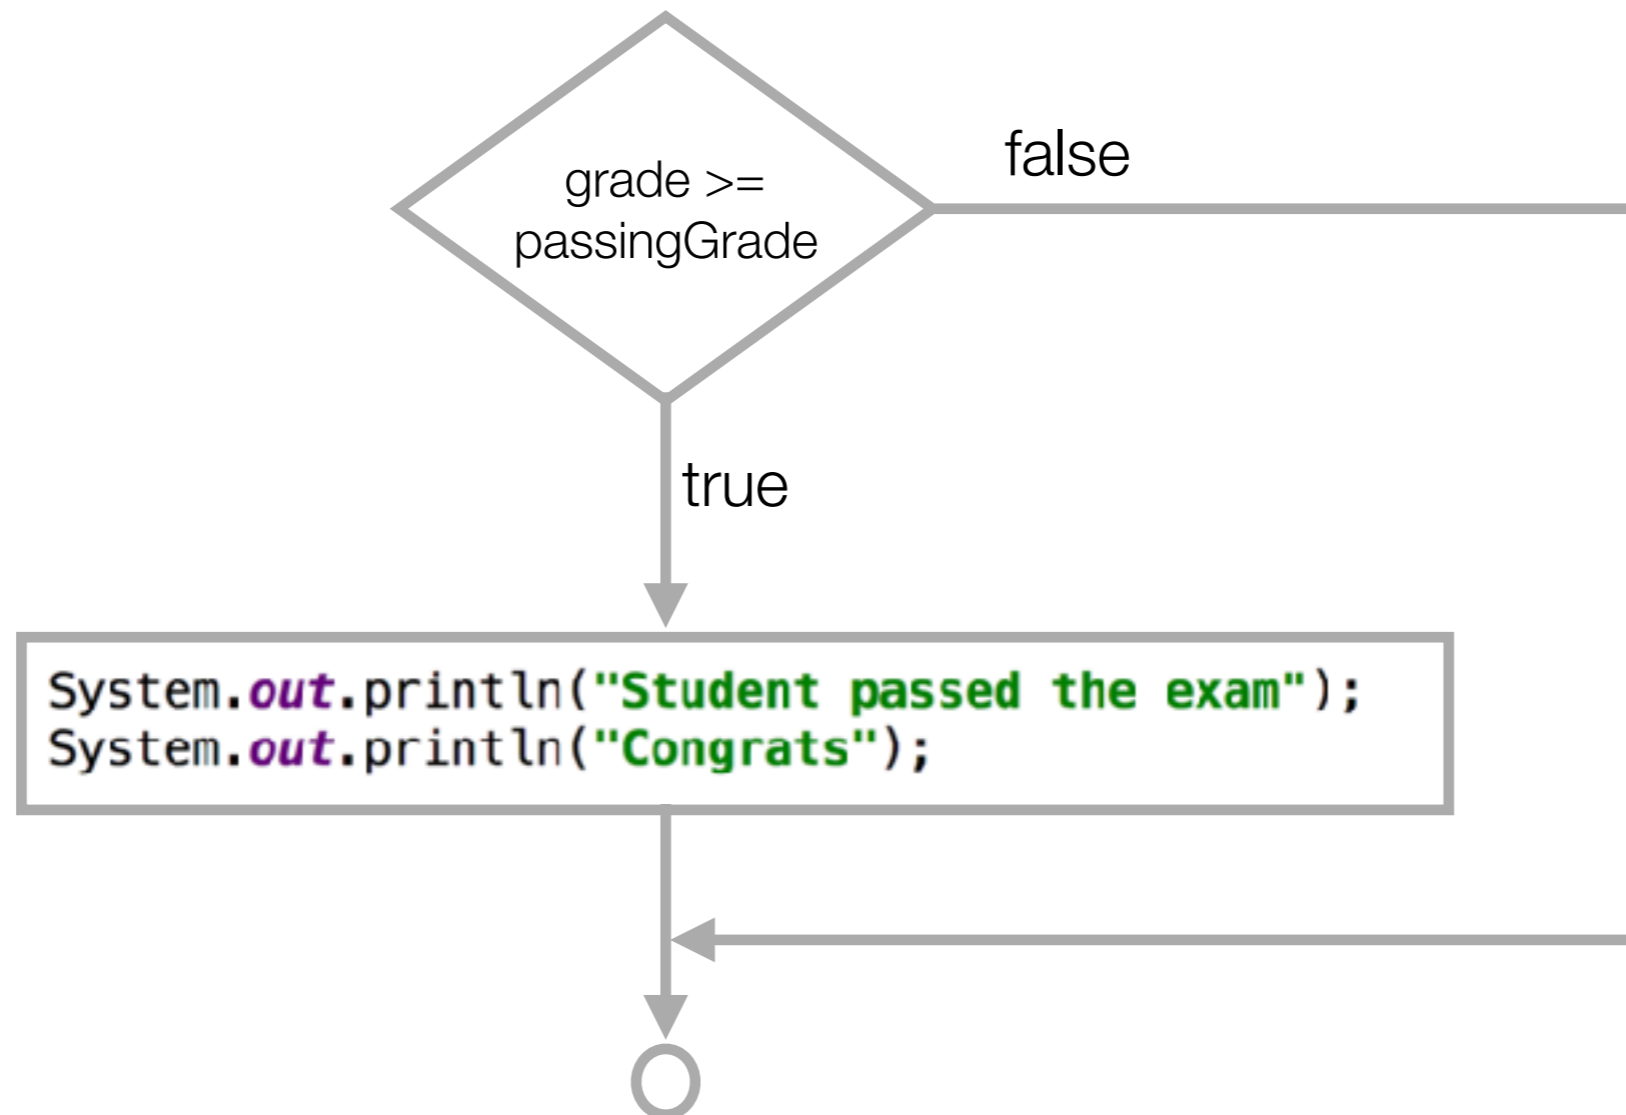 grade >=
passingGrade
false
true
System.out.println("Student passed the exam");
System.out.println("Congrats");